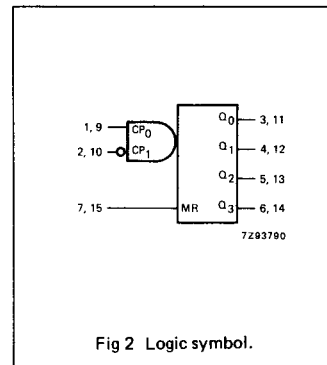 1, 9 CP0 Q0 3, 11
2, 10 CP1 Q1 4, 12
Q2 5, 13
7, 15 MR Q3 6, 14
7Z93790
Fig 2 Logic symbol.